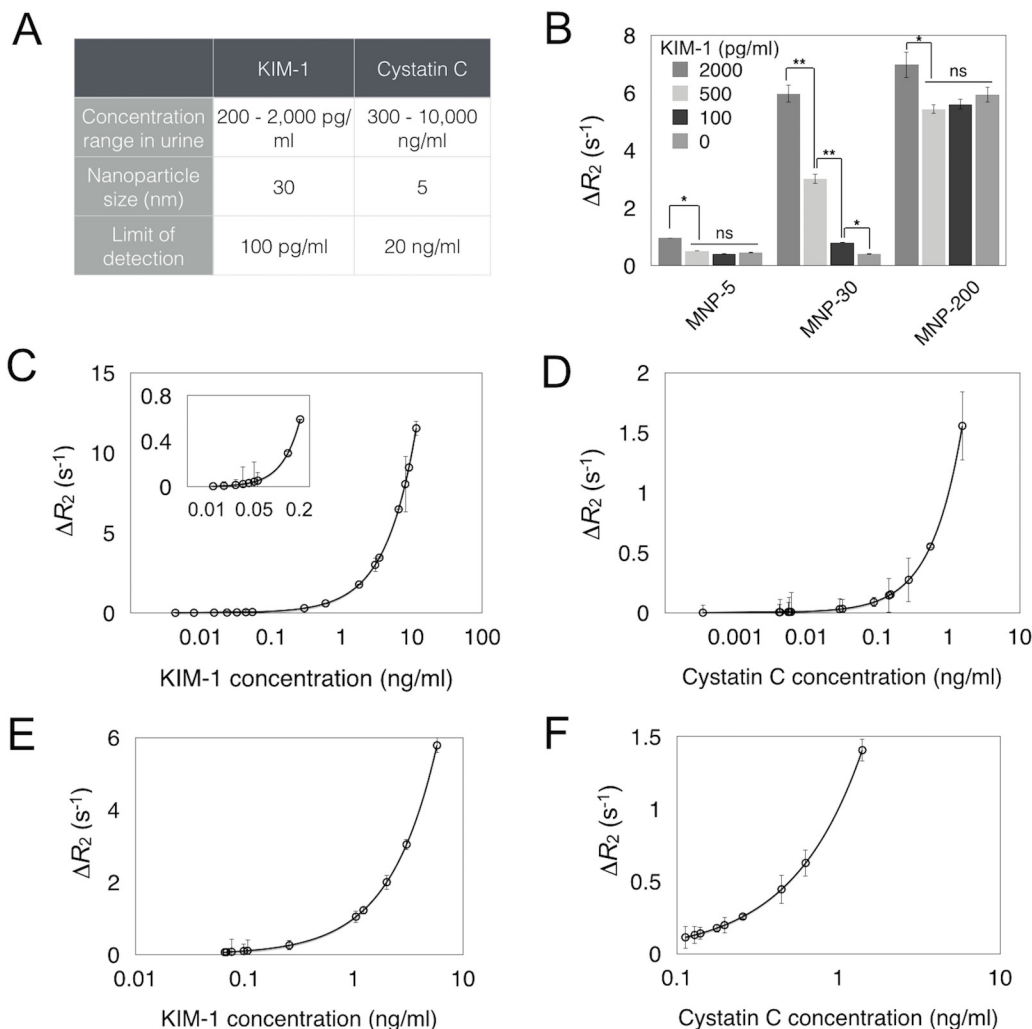 A
KIM-1 Cystatin C
Concentration range in urine 200 - 2,000 pg/ml 300 - 10,000 ng/ml
Nanoparticle size (nm) 30 5
Limit of detection 100 pg/ml 20 ng/ml
B
KIM-1 (pg/ml)
2000
500
100
0
ΔR2 (s-1)
8
6
4
2
0
* ns
** ** *
* ns
MNP-5 MNP-30 MNP-200
C
ΔR2 (s-1)
15
10
5
0
0.8
0.4
0
0.01 0.05 0.2
0.01 0.1 1 10 100
KIM-1 concentration (ng/ml)
D
ΔR2 (s-1)
2
1.5
1
0.5
0
0.001 0.01 0.1 1 10
Cystatin C concentration (ng/ml)
E
ΔR2 (s-1)
6
4
2
0
0.01 0.1 1 10
KIM-1 concentration (ng/ml)
F
ΔR2 (s-1)
1.5
1
0.5
0
0.1 1 10
Cystatin C concentration (ng/ml)